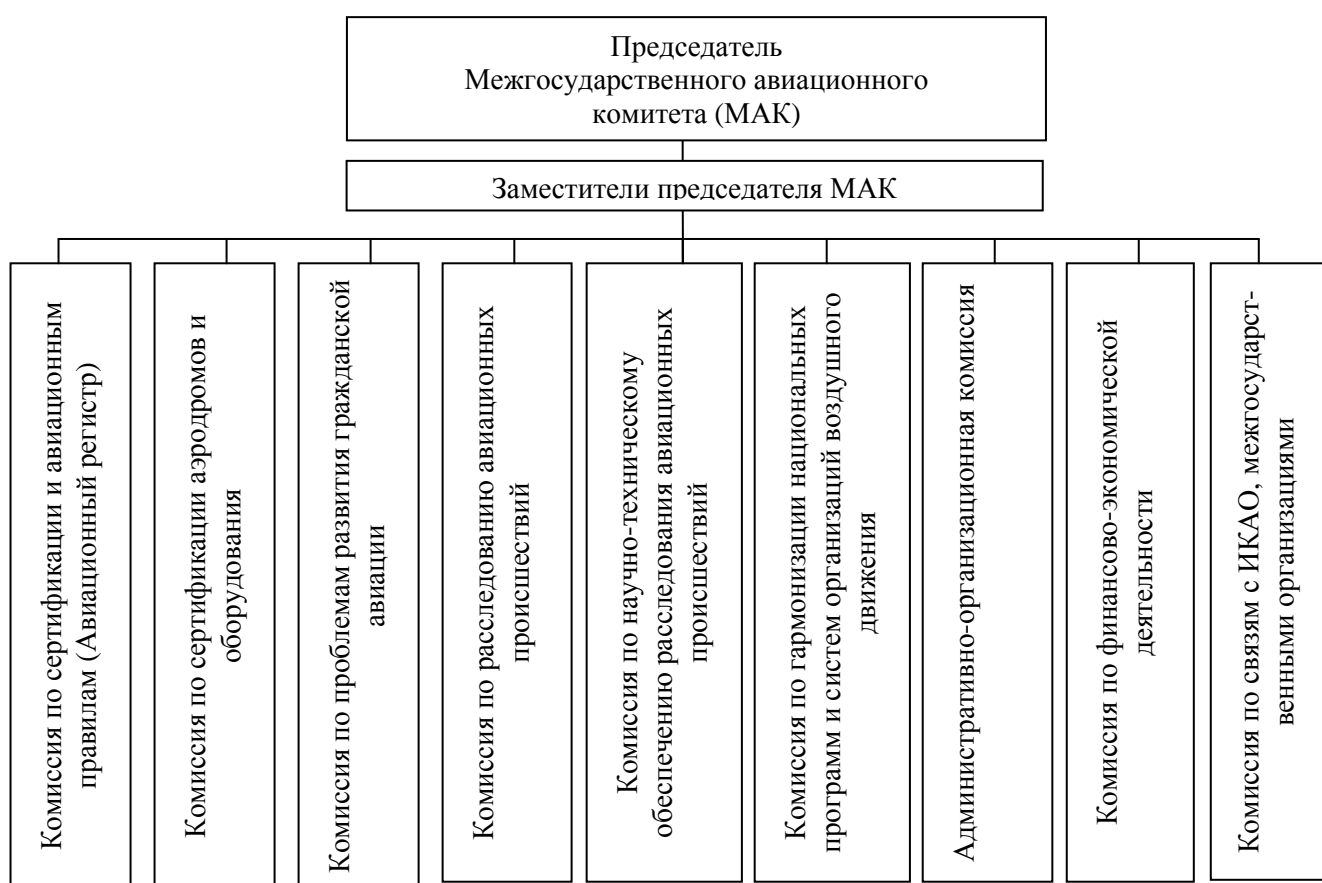 Председатель
Межгосударственного авиационного
комитета (МАК)
Заместители председателя МАК
Комиссия по сертификации и авиационным
правилам (Авиационный регистр)
Комиссия по сертификации аэродромов и
оборудования
Комиссия по проблемам развития гражданской
авиации
Комиссия по расследованию авиационных
происшествий
Комиссия по научно-техническому
обеспечению расследования авиационных
происшествий
Комиссия по гармонизации национальных
программ и систем организаций воздушного
движения
Административно-организационная комиссия
Комиссия по финансово-экономической
деятельности
Комиссия по связям с ИКАО, межгосударст-
венными организациями